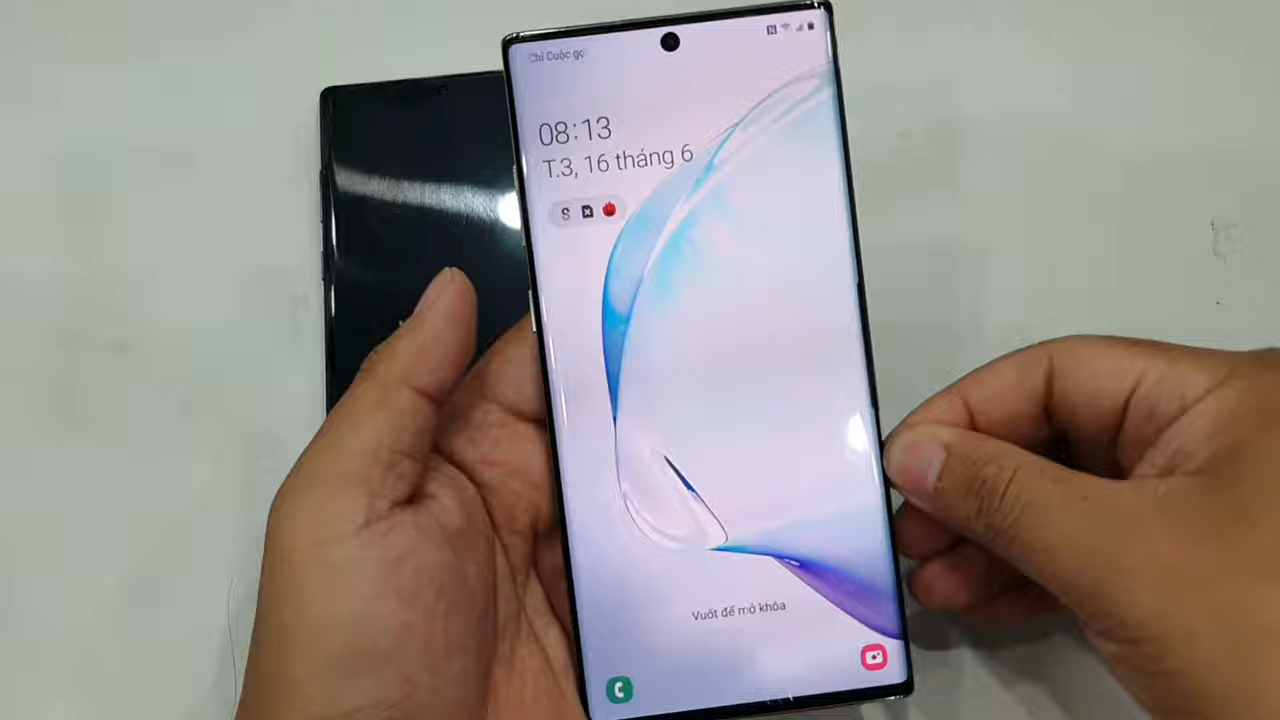 Chỉ Cuộc gọ
08:13
T.3, 16 tháng 6
Vuốt để mở khóa